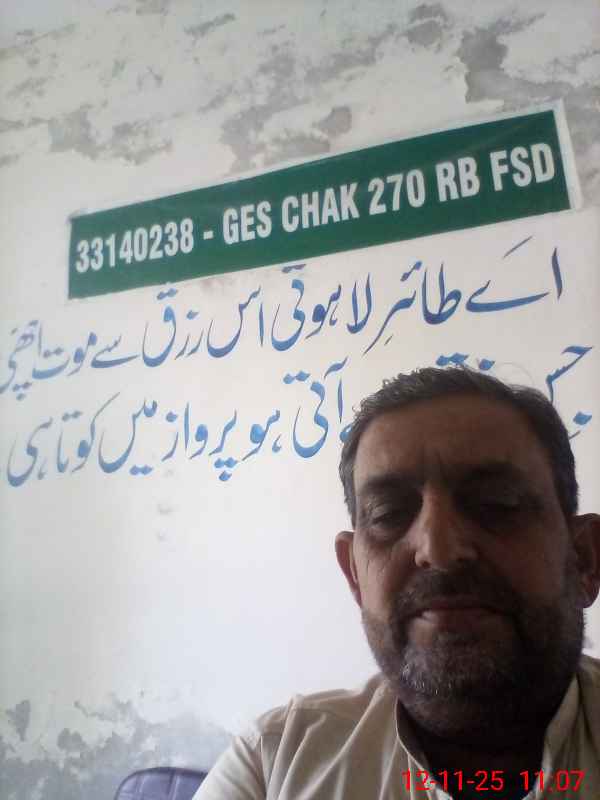 33140238 - GES CHAK 270 RB FSD
اے طائرِ لاہوتی اس رزق سے موت اچھی
جس آتی ہو پرواز میں کوتاہی
12-11-25 11:07